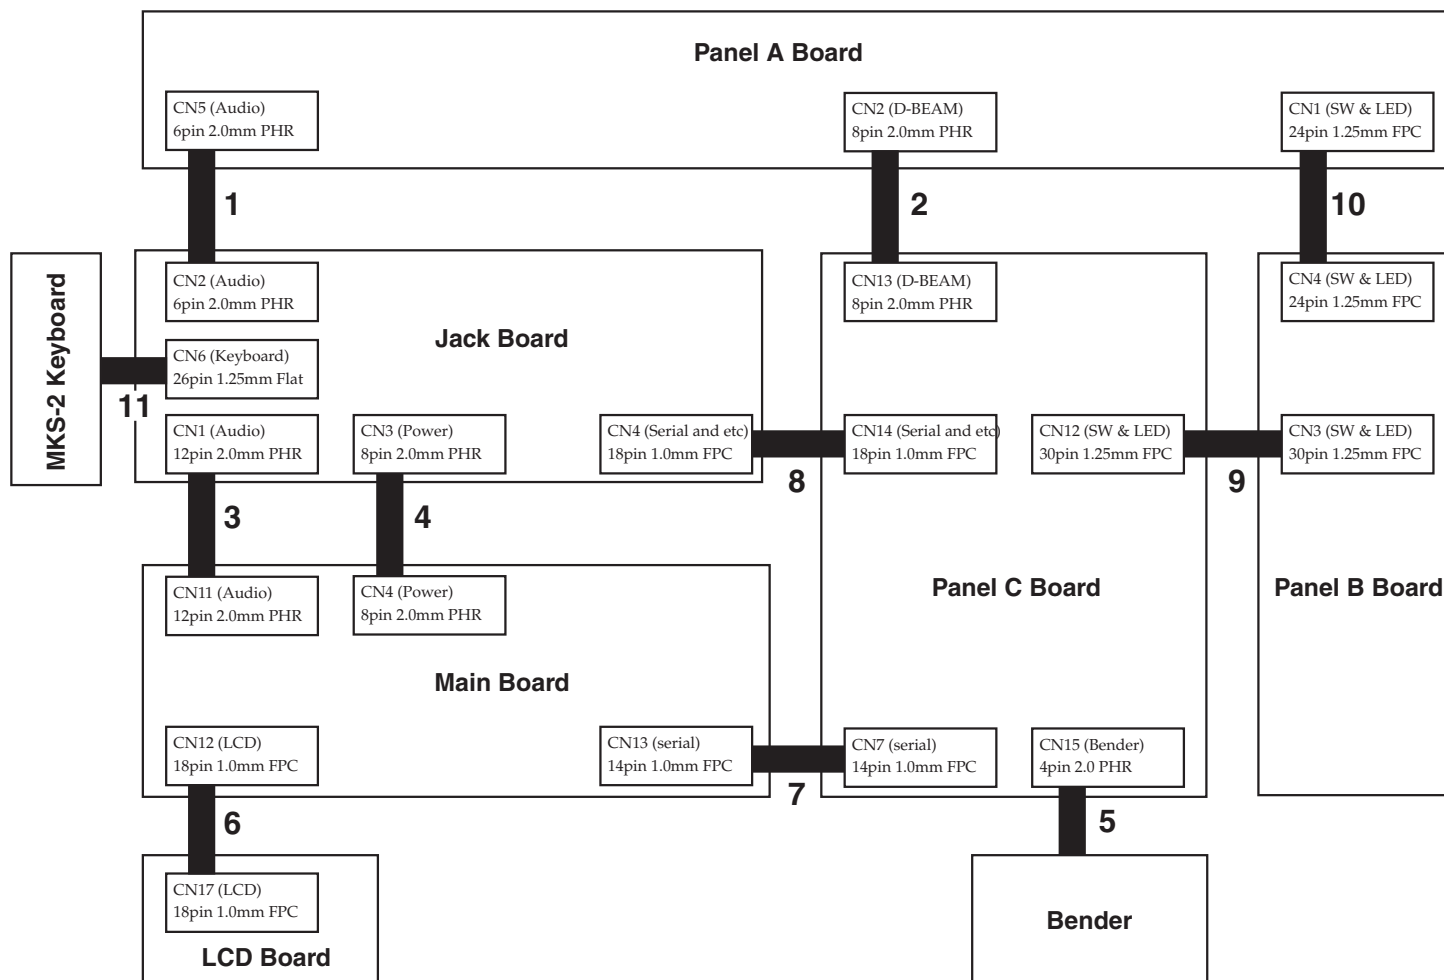 Panel A Board
CN5 (Audio)
6pin 2.0mm PHR
CN2 (D-BEAM)
8pin 2.0mm PHR
CN1 (SW & LED)
24pin 1.25mm FPC
1
2
10
CN2 (Audio)
6pin 2.0mm PHR
CN13 (D-BEAM)
8pin 2.0mm PHR
CN4 (SW & LED)
24pin 1.25mm FPC
MKS-2 Keyboard
Jack Board
CN6 (Keyboard)
26pin 1.25mm Flat
11
CN1 (Audio)
12pin 2.0mm PHR
CN3 (Power)
8pin 2.0mm PHR
CN4 (Serial and etc)
18pin 1.0mm FPC
CN14 (Serial and etc)
18pin 1.0mm FPC
CN12 (SW & LED)
30pin 1.25mm FPC
CN3 (SW & LED)
30pin 1.25mm FPC
8
9
3
4
CN11 (Audio)
12pin 2.0mm PHR
CN4 (Power)
8pin 2.0mm PHR
Panel C Board
Panel B Board
Main Board
CN12 (LCD)
18pin 1.0mm FPC
CN13 (serial)
14pin 1.0mm FPC
CN7 (serial)
14pin 1.0mm FPC
CN15 (Bender)
4pin 2.0 PHR
7
6
5
CN17 (LCD)
18pin 1.0mm FPC
LCD Board
Bender